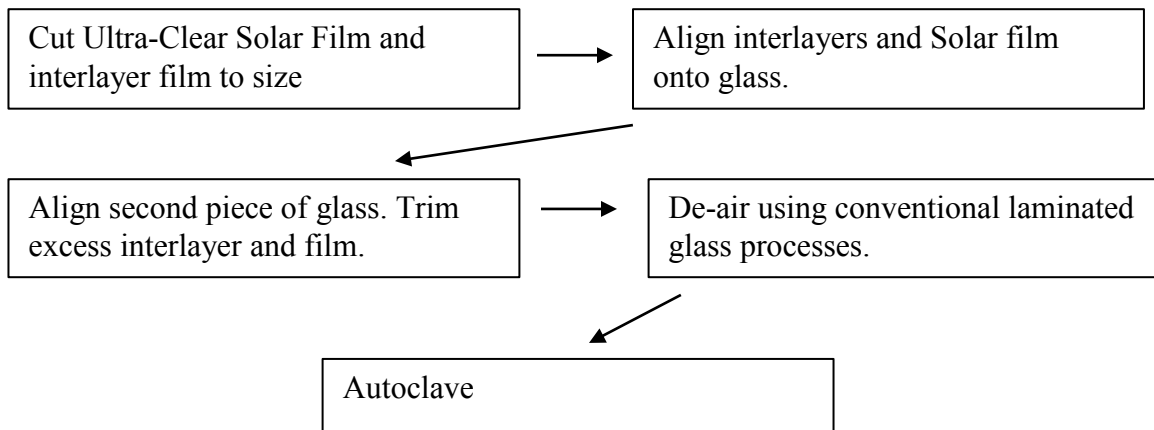 Cut Ultra-Clear Solar Film and
interlayer film to size
Align interlayers and Solar film
onto glass.
Align second piece of glass. Trim
excess interlayer and film.
De-air using conventional laminated
glass processes.
Autoclave